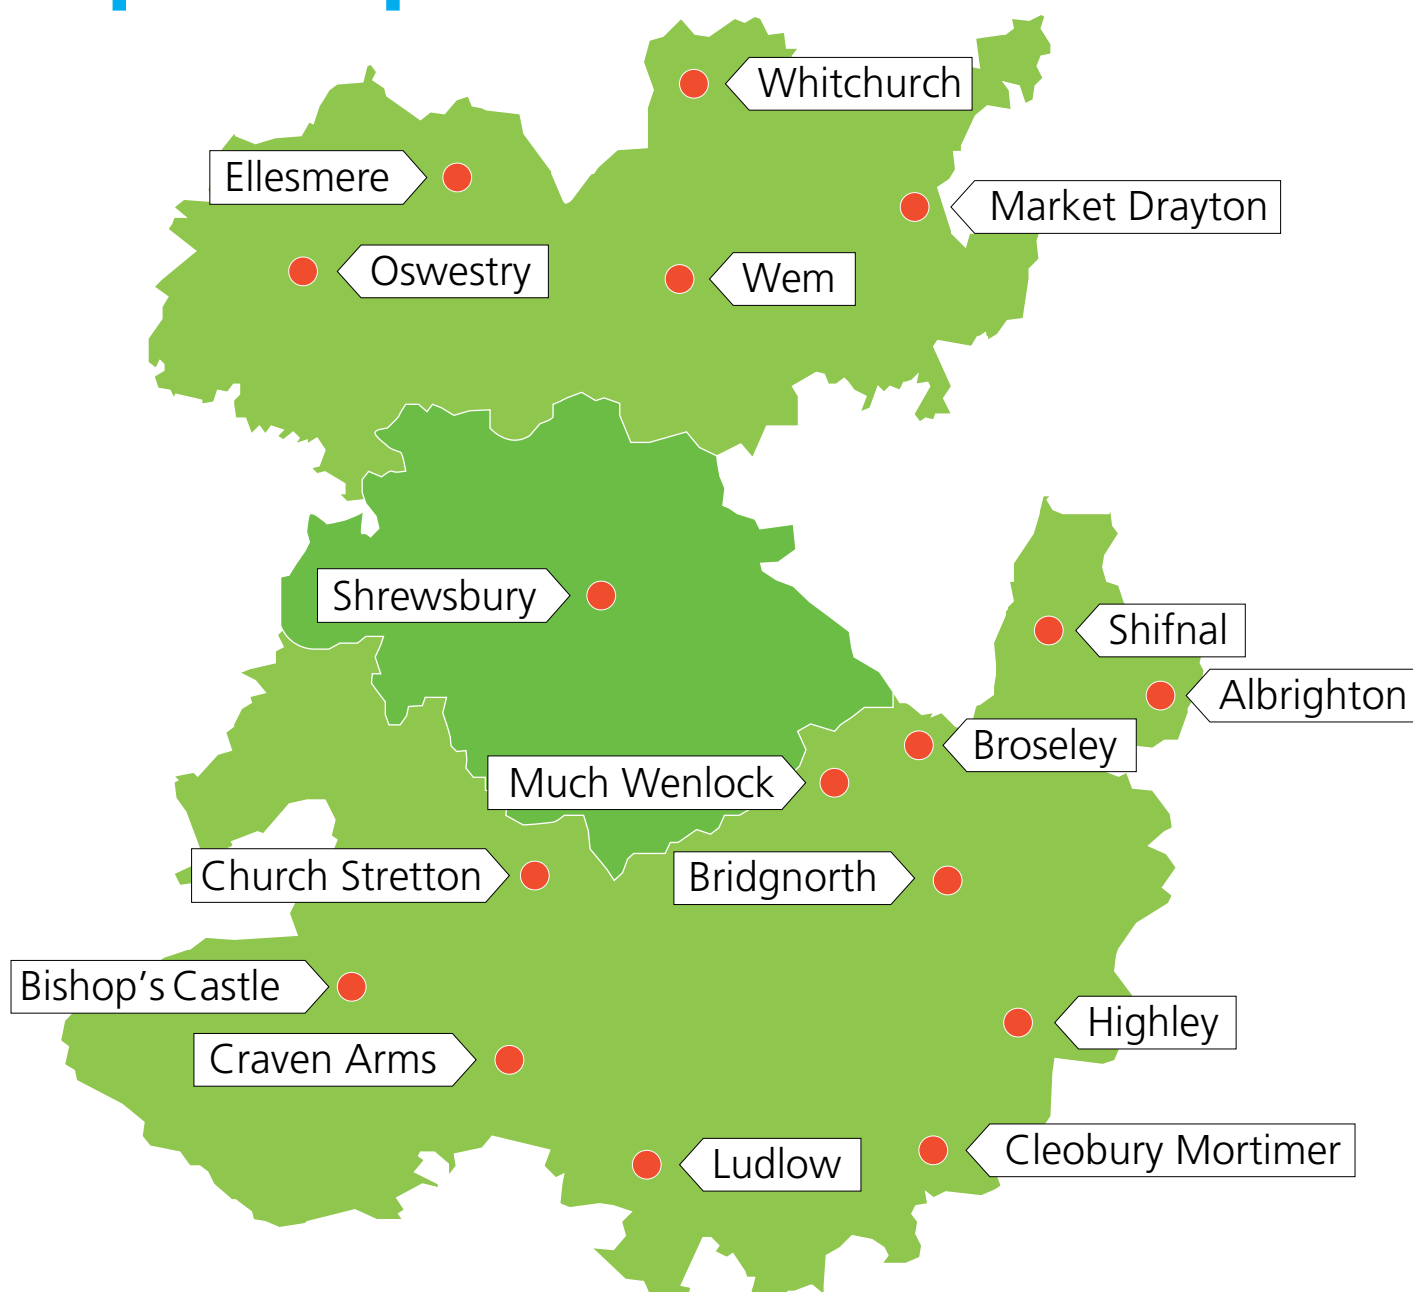 Whitchurch
Ellesmere
Market Drayton
Oswestry
Wem
Shrewsbury
Shifnal
Albrighton
Broseley
Much Wenlock
Church Stretton
Bridgnorth
Bishop's Castle
Highley
Craven Arms
Cleobury Mortimer
Ludlow